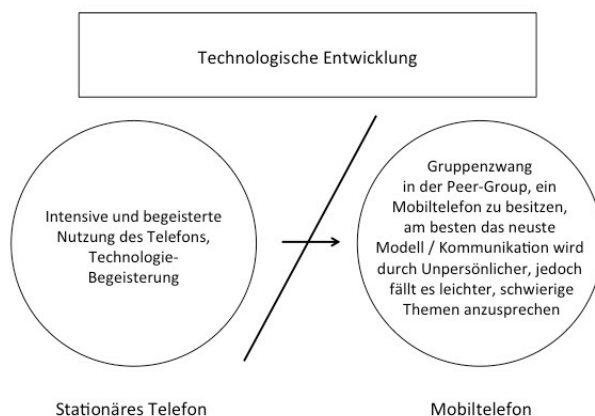 Technologische Entwicklung
Intensive und begeisterte
Nutzung des Telefons,
Technologie-
Begeisterung
Gruppenzwang
in der Peer-Group, ein
Mobiltelefon zu besitzen,
am besten das neuste
Modell / Kommunikation wird
durch Unpersönlicher, jedoch
fällt es leichter, schwierige
Themen anzusprechen
Stationäres Telefon
Mobiltelefon